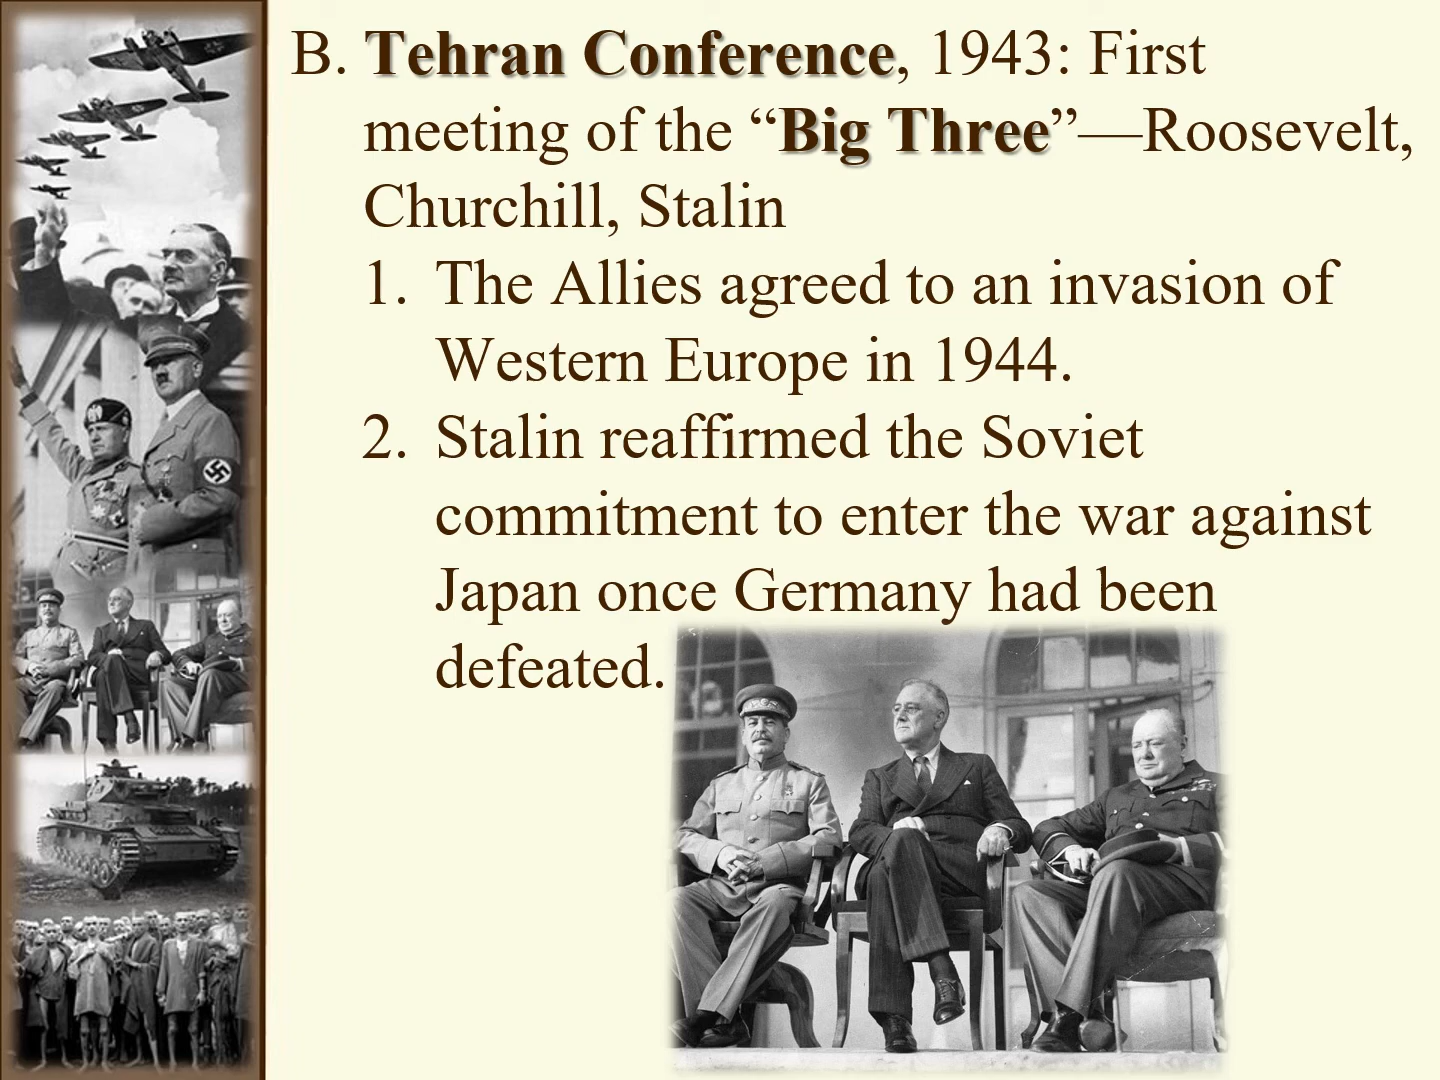 B. Tehran Conference, 1943: First
meeting of the “Big Three”—Roosevelt,
Churchill, Stalin
1. The Allies agreed to an invasion of
Western Europe in 1944.
2. Stalin reaffirmed the Soviet
commitment to enter the war against
Japan once Germany had been
defeated.